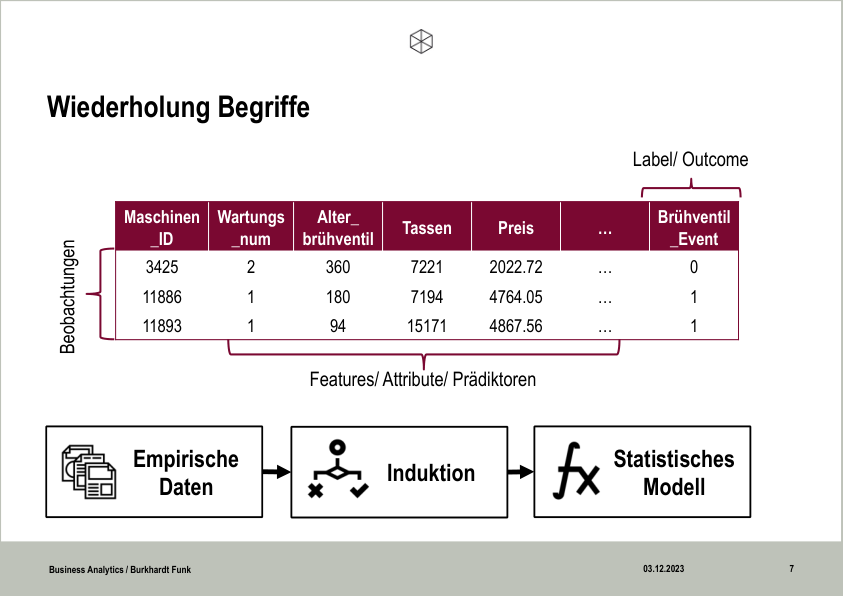 Wiederholung Begriffe
Label/ Outcome
Maschinen _ID Wartungs _num Alter_ brühventil Tassen Preis … Brühventil _Event
3425 2 360 7221 2022.72 … 0
11886 1 180 7194 4764.05 … 1
11893 1 94 15171 4867.56 … 1
Beobachtungen
Features/ Attribute/ Prädiktoren
Empirische
Daten
Induktion
fx
Statistisches
Modell
Business Analytics / Burkhardt Funk 03.12.2023 7